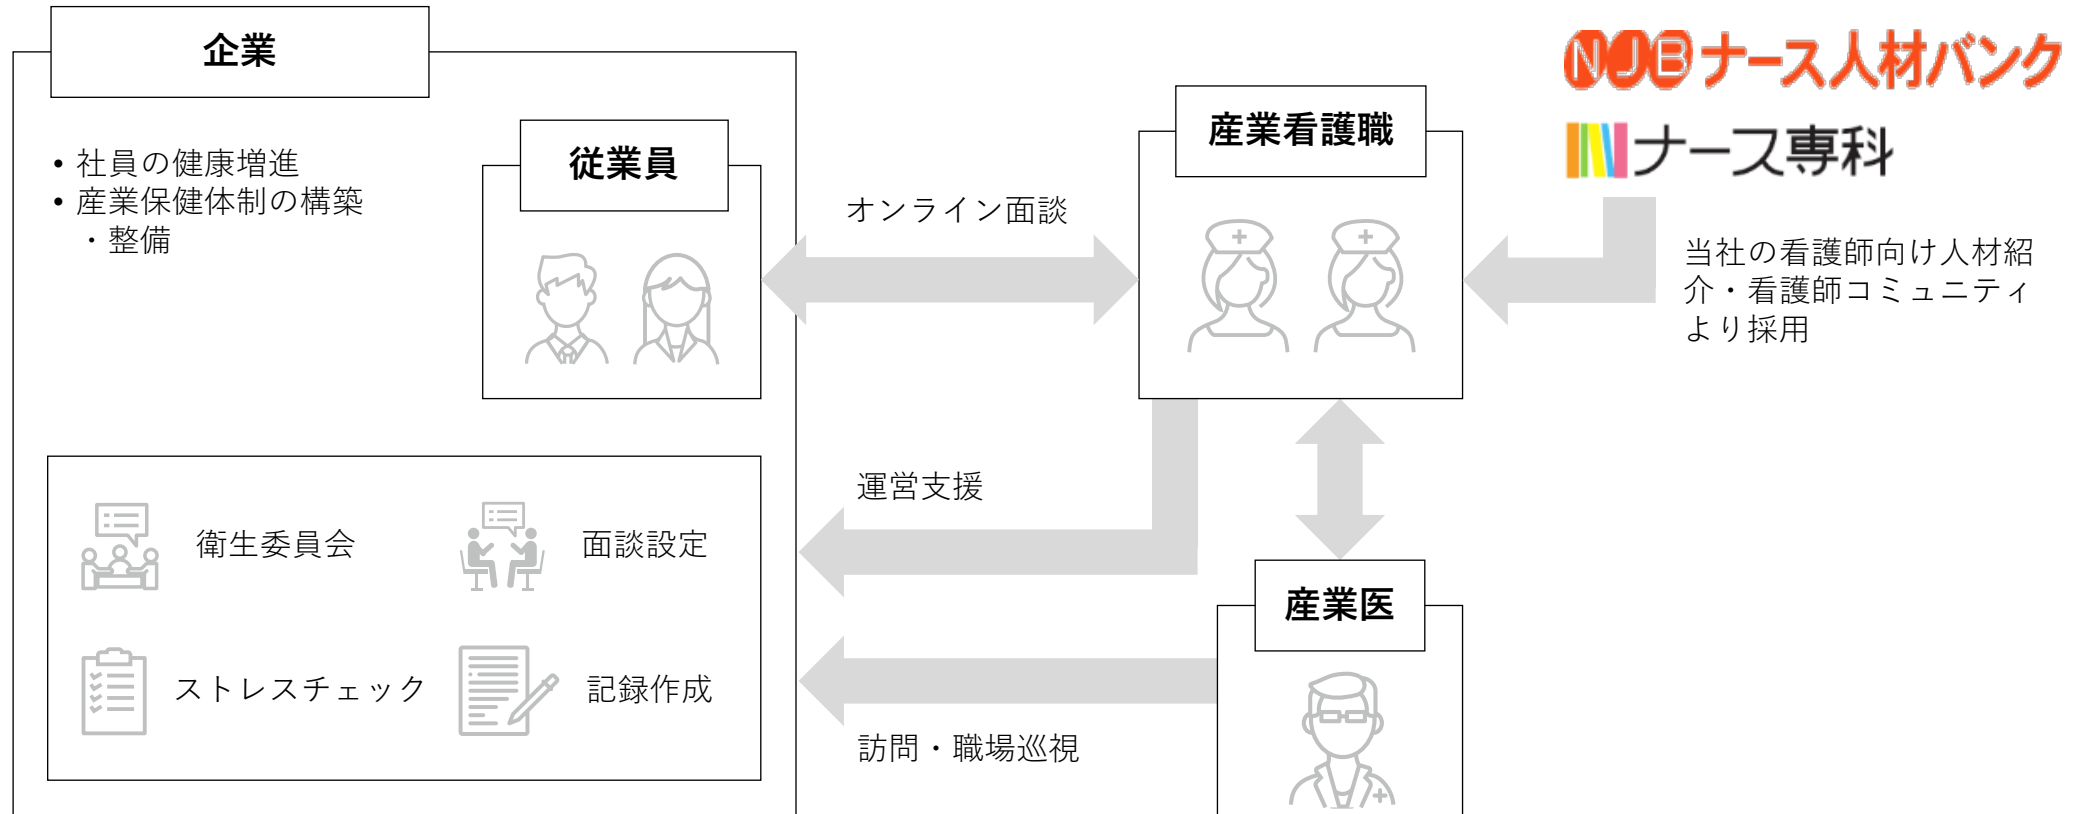 企業
• 社員の健康増進
• 産業保健体制の構築
・整備
従業員
オンライン面談
産業看護職
NJB ナース人材バンク
ナース専科
当社の看護師向け人材紹
介・看護師コミュニティ
より採用
運営支援
衛生委員会
面談設定
ストレスチェック
記録作成
産業医
訪問・職場巡視